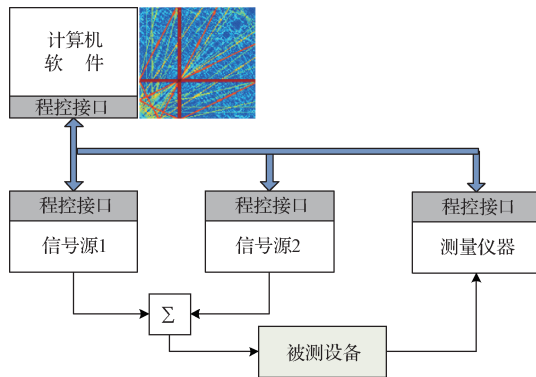 计算机
软 件
程控接口
程控接口
程控接口
程控接口
信号源1
信号源2
测量仪器
Σ
被测设备